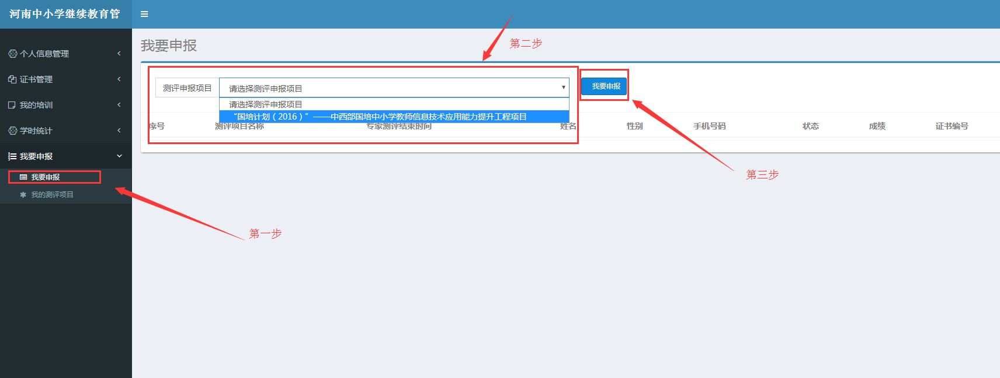 河南中小学继续教育管
个人信息管理
证书管理
我的培训
学时统计
我要申报
我要申报
我的测评项目
第一步
我要申报
第二步
测评申报项目
请选择测评申报项目
我要申报
请选择测评申报项目
“国培计划（2016）”——中西部国培中小学教师信息技术应用能力提升工程项目
序号 测评项目名称 专家测评结束时间 姓名 性别 手机号码 状态 成绩 证书编号
第三步